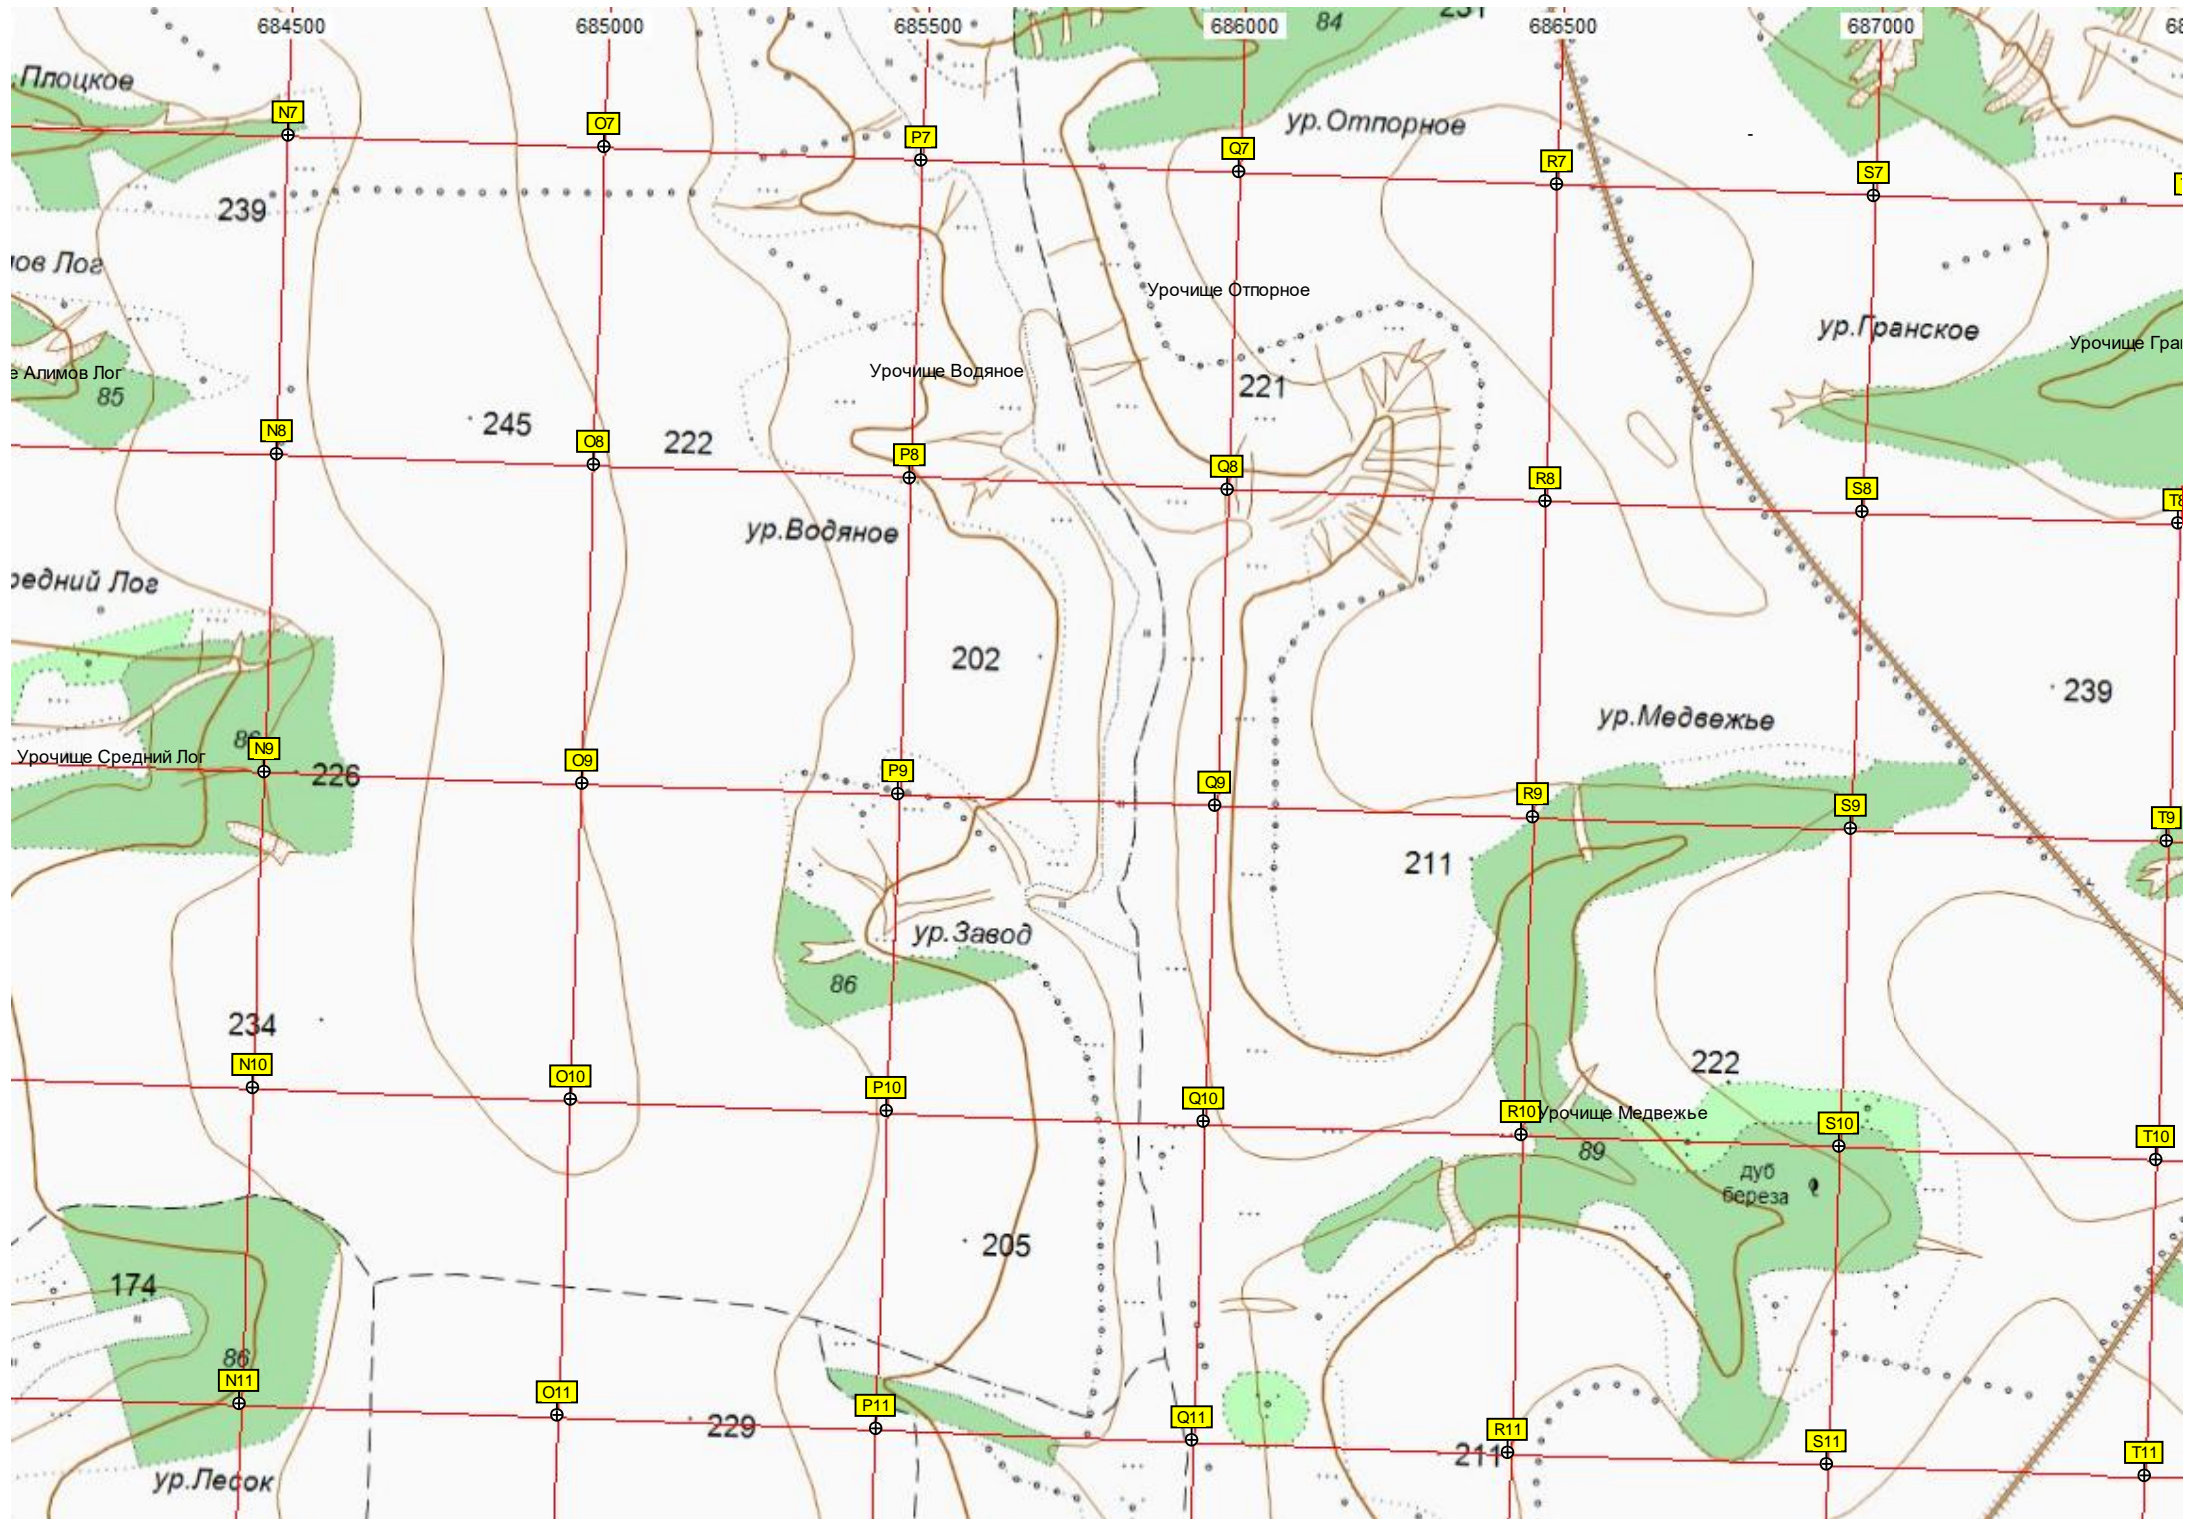 684500 685000 685500 686000 686500 687000
84
Плоцкое
N7
O7
P7
Q7
ур.Отпорное
R7
S7
239
Урочище Отпорное
ур.Гранское
Урочище Водяное
е Алимов Лог
85
221
245
222
N8
O8
P8
Q8
R8
S8
ур.Водяное
202
239
ур.Медвежье
Урочище Средний Лог
N9
226
O9
P9
Q9
R9
S9
T9
211
ур.Завод
86
234
222
N10
O10
P10
Q10
R10
Урочище Медвежье
S10
T10
89
дуб
береза
205
174
86
N11
O11
P11
Q11
R11
S11
T11
229
211
ур.Лесок